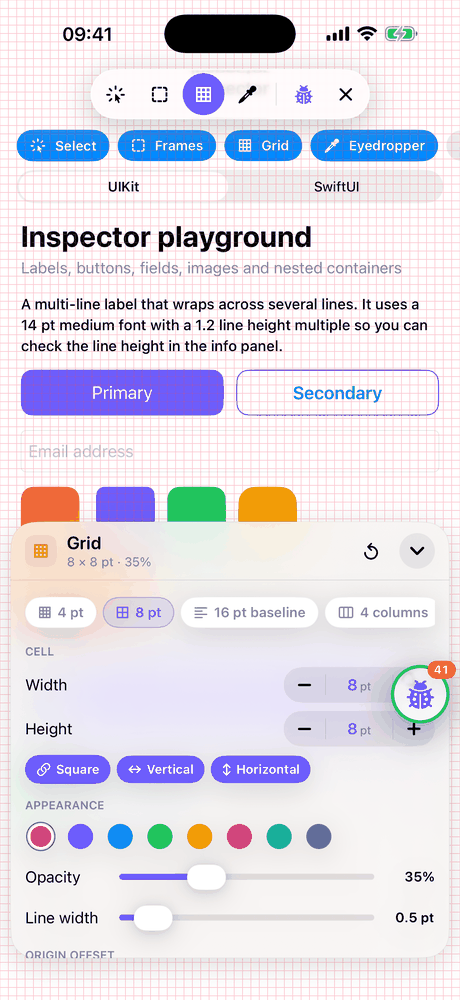 09:41
Select
Frames
Grid
Eyedropper
UIKit
SwiftUI
Inspector playground
Labels, buttons, fields, images and nested containers
A multi-line label that wraps across several lines. It uses a
14 pt medium font with a 1.2 line height multiple so you can
check the line height in the info panel.
Primary
Secondary
Email address
Grid
8 × 8 pt · 35%
4 pt
8 pt
16 pt baseline
4 columns
CELL
Width
8 pt
41
Height
8 pt
Square
Vertical
Horizontal
APPEARANCE
Opacity
35%
Line width
0.5 pt
ORIGIN OFFSET